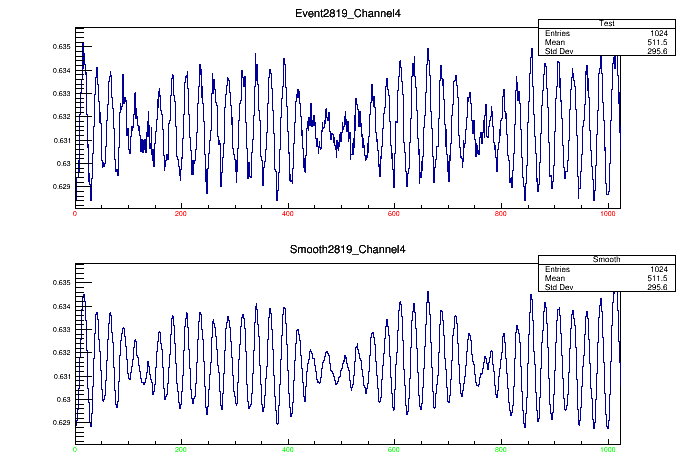 Event2819_Channel4
Test
Entries 1024
Mean 511.5
Std Dev 295.6
0.635
0.634
0.633
0.632
0.631
0.63
0.629
0 200 400 600 800 1000
Smooth2819_Channel4
Smooth
Entries 1024
Mean 511.5
Std Dev 295.6
0.635
0.634
0.633
0.632
0.631
0.63
0.629
0 200 400 600 800 1000